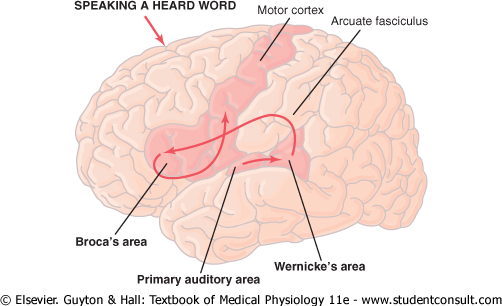 SPEAKING A HEARD WORD
Motor cortex
Arcuate fasciculus
Broca's area
Primary auditory area
Wernicke's area
© Elsevier. Guyton & Hall: Textbook of Medical Physiology 11e - www.studentconsult.com